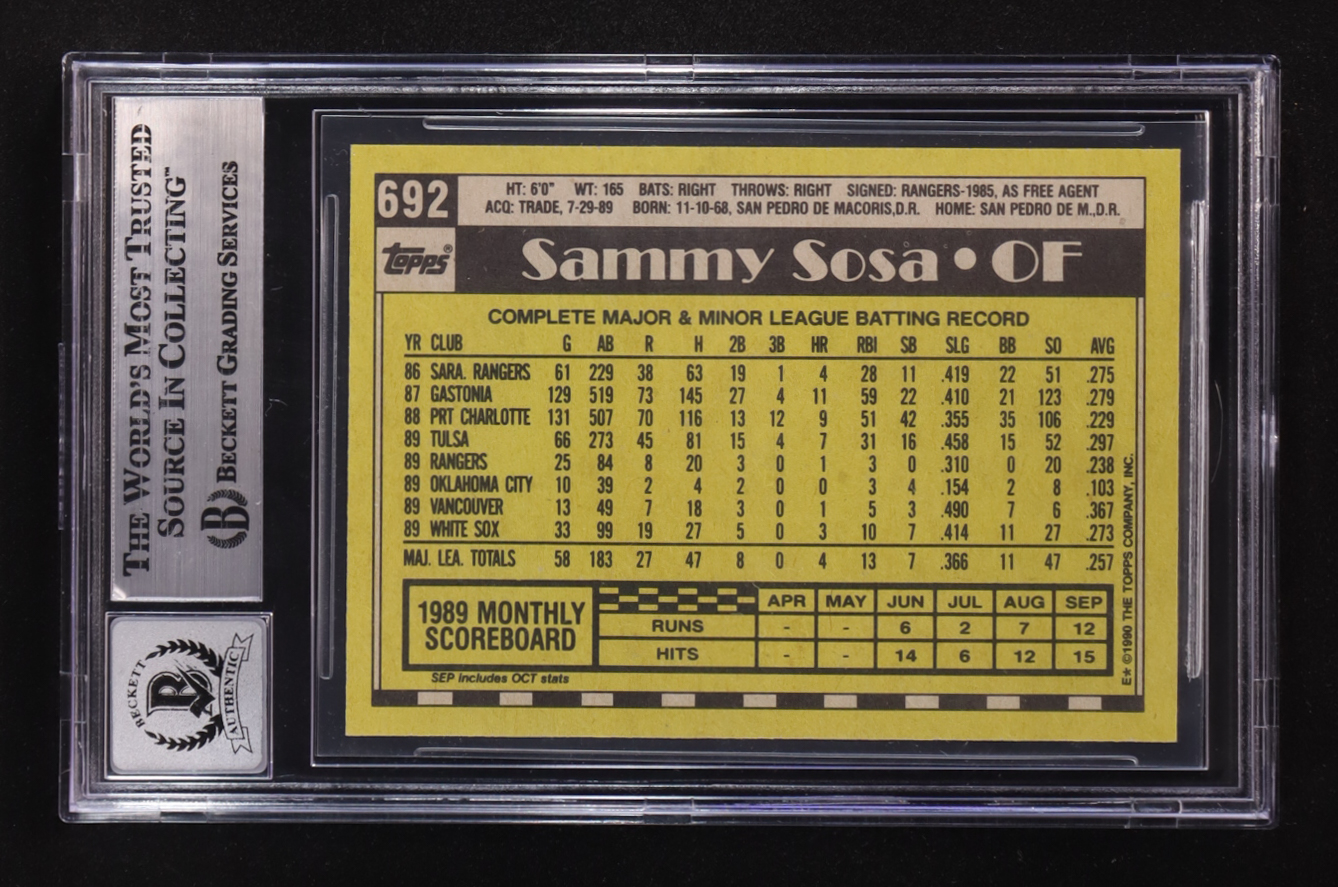 THE WORLD'S MOST TRUSTED
SOURCE IN COLLECTING™
B BECKETT GRADING SERVICES
BECKETT
B
AUTHENTIC
692
HT: 6'0" WT: 165 BATS: RIGHT THROWS: RIGHT SIGNED: RANGERS-1985, AS FREE AGENT
ACQ: TRADE, 7-29-89 BORN: 11-10-68, SAN PEDRO DE MACORIS,D.R. HOME: SAN PEDRO DE M.,D.R.
Topps® Sammy Sosa • OF
COMPLETE MAJOR & MINOR LEAGUE BATTING RECORD
YR CLUB G AB R H 2B 3B HR RBI SB SLG BB SO AVG
86 SARA. RANGERS 61 229 38 63 19 1 4 28 11 .419 22 51 .275
87 GASTONIA 129 519 73 145 27 4 11 59 22 .410 21 123 .279
88 PRT CHARLOTTE 131 507 70 116 13 12 9 51 42 .355 35 106 .229
89 TULSA 66 273 45 81 15 4 7 31 16 .458 15 52 .297
89 RANGERS 25 84 8 20 3 0 1 3 0 .310 0 20 .238
89 OKLAHOMA CITY 10 39 2 4 2 0 0 3 4 .154 2 8 .103
89 VANCOUVER 13 49 7 18 3 0 1 5 3 .490 7 6 .367
89 WHITE SOX 33 99 19 27 5 0 3 10 7 .414 11 27 .273
MAJ. LEA. TOTALS 58 183 27 47 8 0 4 13 7 .366 11 47 .257
1989 MONTHLY
SCOREBOARD
APR MAY JUN JUL AUG SEP
RUNS - - 6 2 7 12
HITS - - 14 6 12 15
SEP includes OCT stats
E★ ©1990 THE TOPPS COMPANY, INC.